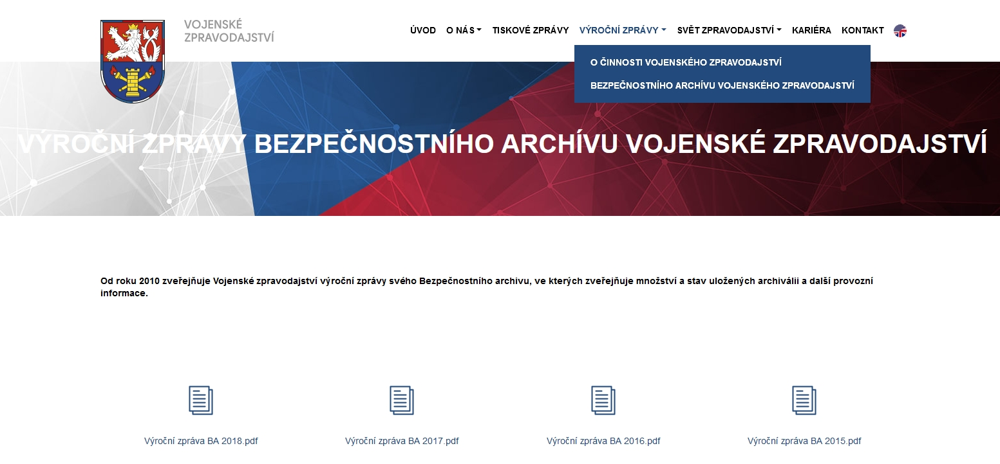 VOJENSKÉ
ZPRAVODAJSTVÍ
ÚVOD O NÁS TISKOVÉ ZPRÁVY VÝROČNÍ ZPRÁVY SVĚT ZPRAVODAJSTVÍ KARIÉRA KONTAKT
O ČINNOSTI VOJENSKÉHO ZPRAVODAJSTVÍ
BEZPEČNOSTNÍHO ARCHÍVU VOJENSKÉHO ZPRAVODAJSTVÍ
VÝROČNÍ ZPRÁVY BEZPEČNOSTNÍHO ARCHÍVU VOJENSKÉ ZPRAVODAJSTVÍ
Od roku 2010 zveřejňuje Vojenské zpravodajství výroční zprávy svého Bezpečnostního archivu, ve kterých zveřejňuje množství a stav uložených archiválii a další provozní
informace.
Výroční zpráva BA 2018.pdf Výroční zpráva BA 2017.pdf Výroční zpráva BA 2016.pdf Výroční zpráva BA 2015.pdf